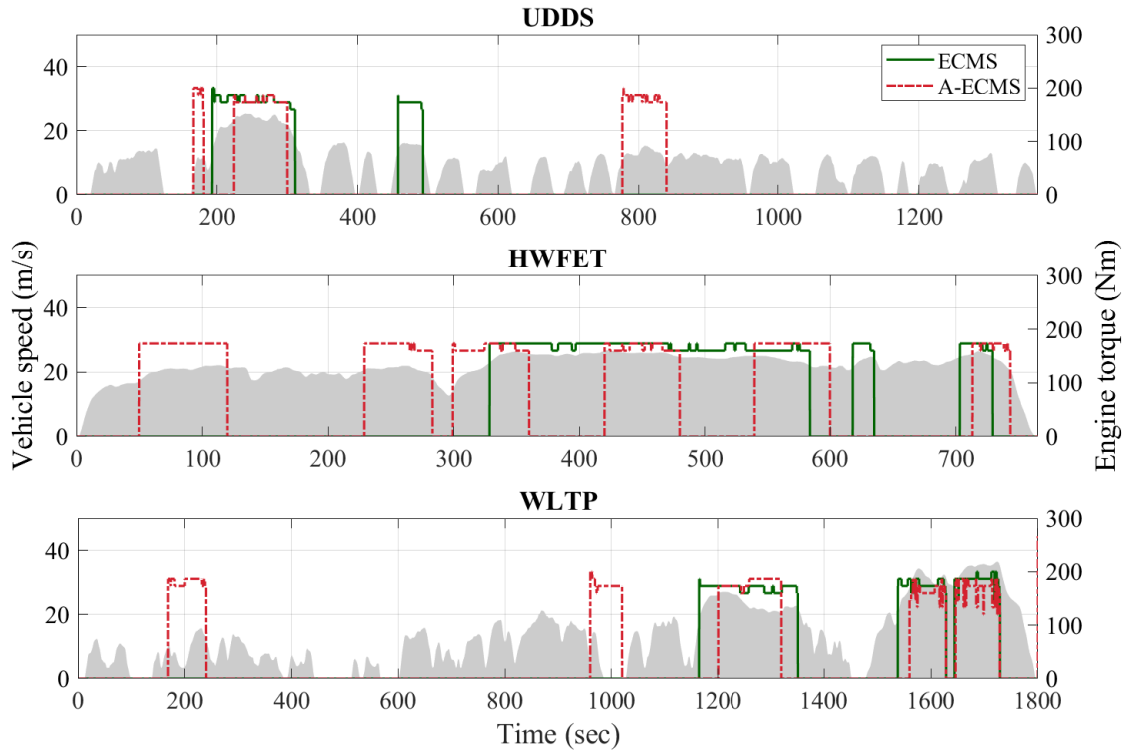 UDDS
40
20
0
300
200
100
0
ECMS
A-ECMS
0 200 400 600 800 1000 1200
HWFET
40
20
0
300
200
100
0
0 100 200 300 400 500 600 700
Vehicle speed (m/s)
Engine torque (Nm)
WLTP
40
20
0
300
200
100
0
0 200 400 600 800 1000 1200 1400 1600 1800
Time (sec)